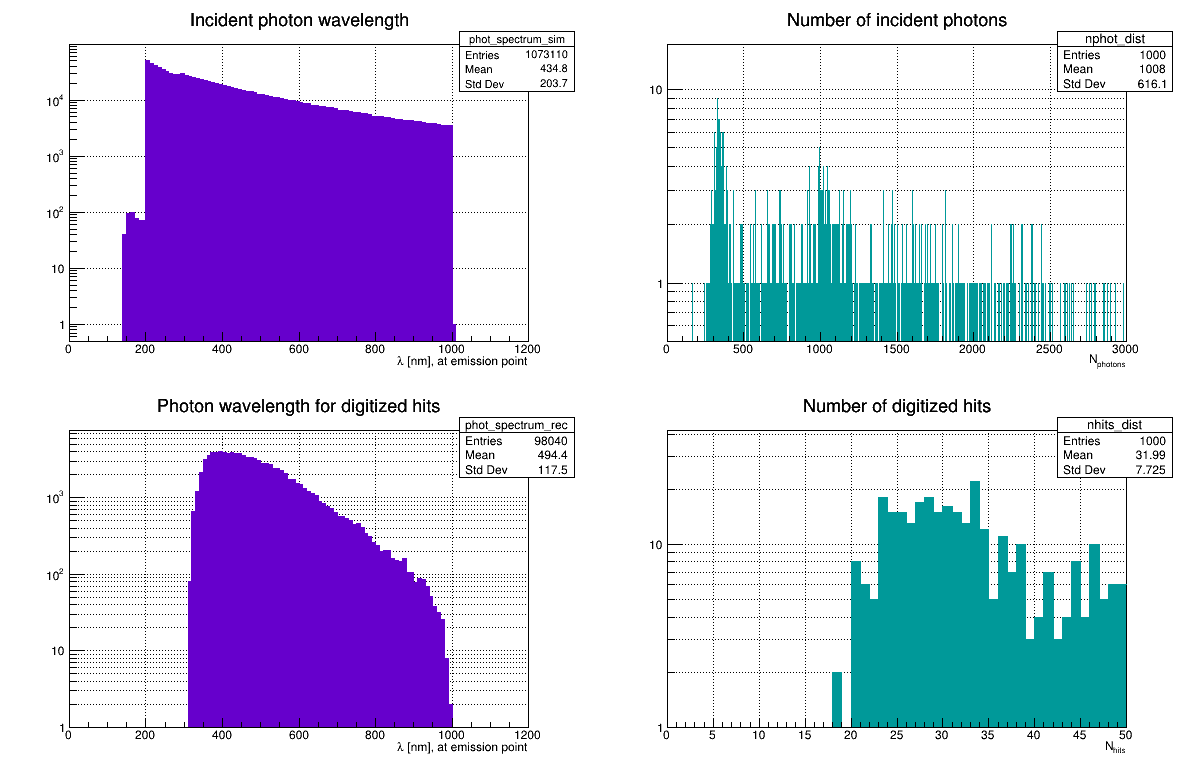 Incident photon wavelength
phot_spectrum_sim
Entries 1073110
Mean 434.8
Std Dev 203.7
10^4
10^3
10^2
10
1
0 200 400 600 800 1000 1200
λ [nm], at emission point
Number of incident photons
nphot_dist
Entries 1000
Mean 1008
Std Dev 616.1
10
1
0 500 1000 1500 2000 2500 3000
N_photons
Photon wavelength for digitized hits
phot_spectrum_rec
Entries 98040
Mean 494.4
Std Dev 117.5
10^3
10^2
10
1
0 200 400 600 800 1000 1200
λ [nm], at emission point
Number of digitized hits
nhits_dist
Entries 1000
Mean 31.99
Std Dev 7.725
10
1
0 5 10 15 20 25 30 35 40 45 50
N_hits